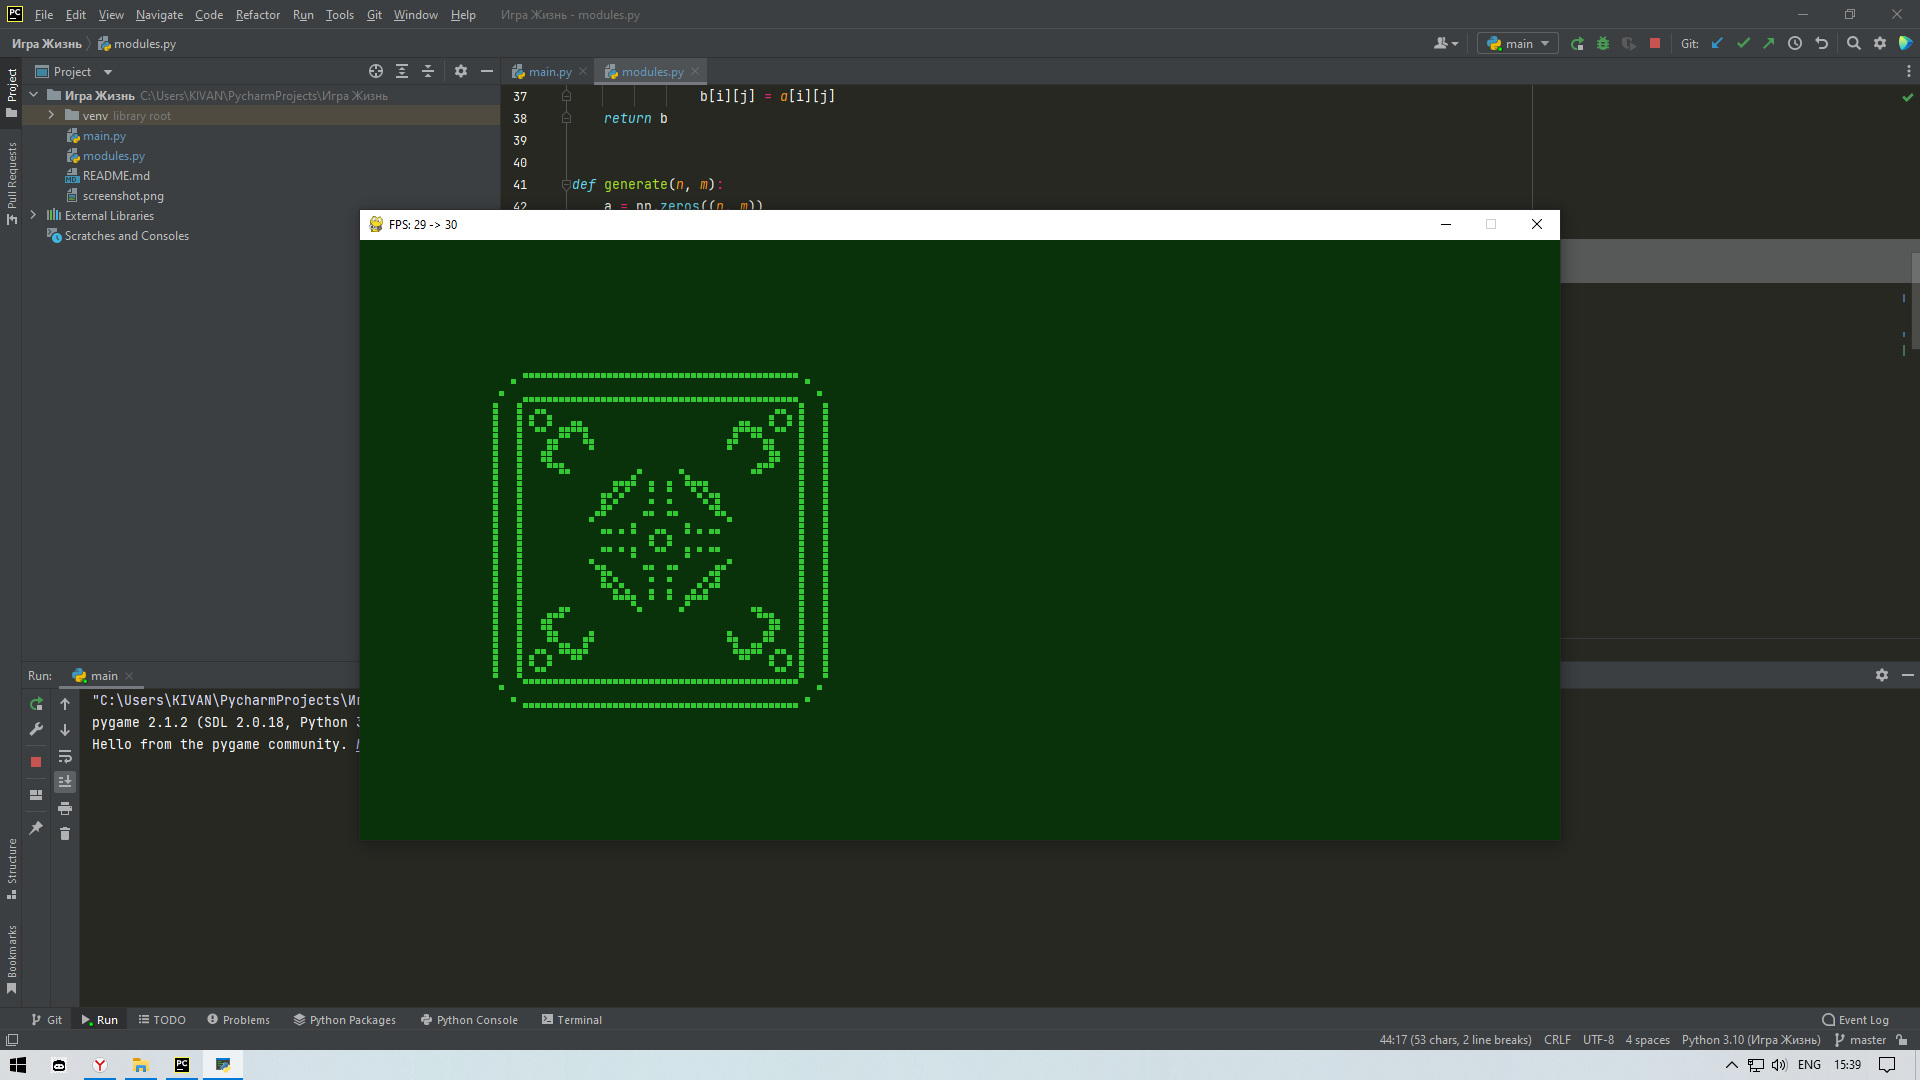 PC File Edit View Navigate Code Refactor Run Tools Git Window Help Игра Жизнь - modules.py
Игра Жизнь modules.py main Git:
Project main.py modules.py
Project
Pull Requests
Игра Жизнь C:\Users\KIVAN\PycharmProjects\Игра Жизнь
venv library root
main.py
modules.py
README.md
screenshot.png
External Libraries
Scratches and Consoles
37 b[i][j] = a[i][j]
38 return b
39
40
41 def generate(n, m):
42 a = np.zeros((n, m))
FPS: 29 -> 30
Run: main
"C:\Users\KIVAN\PycharmProjects\Иг
pygame 2.1.2 (SDL 2.0.18, Python 3
Hello from the pygame community.
Structure
Bookmarks
Git Run TODO Problems Python Packages Python Console Terminal Event Log
44:17 (53 chars, 2 line breaks) CRLF UTF-8 4 spaces Python 3.10 (Игра Жизнь) master
PC ENG 15:39